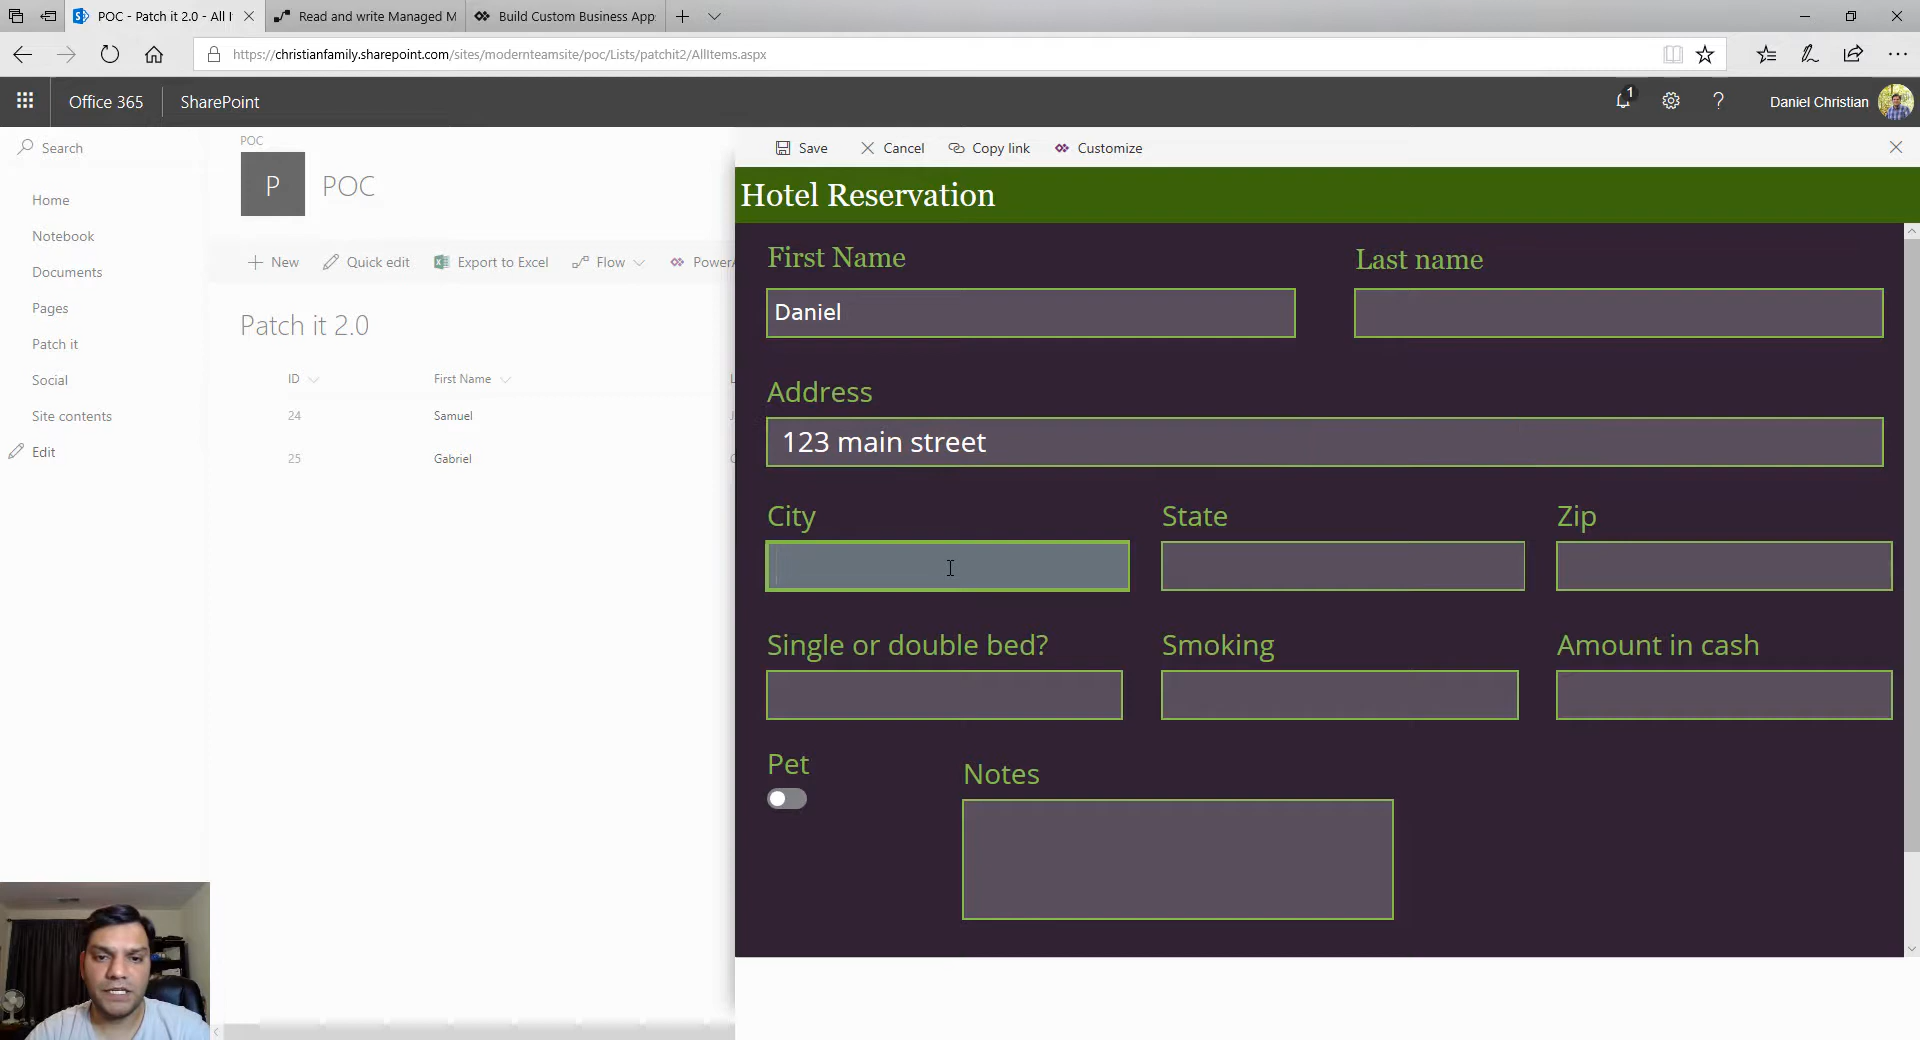 POC - Patch it 2.0 - All I
Read and write Managed M
Build Custom Business App
https://christianfamily.sharepoint.com/sites/modernteamsite/poc/Lists/patchit2/AllItems.aspx
Office 365
SharePoint
1
?
Daniel Christian
Search
Home
Notebook
Documents
Pages
Patch it
Social
Site contents
Edit
POC
P
POC
New
Quick edit
Export to Excel
Flow
PowerA
Patch it 2.0
ID
First Name
L
24
Samuel
J
25
Gabriel
Save
Cancel
Copy link
Customize
Hotel Reservation
First Name
Last name
Daniel
Address
123 main street
City
State
Zip
Single or double bed?
Smoking
Amount in cash
Pet
Notes